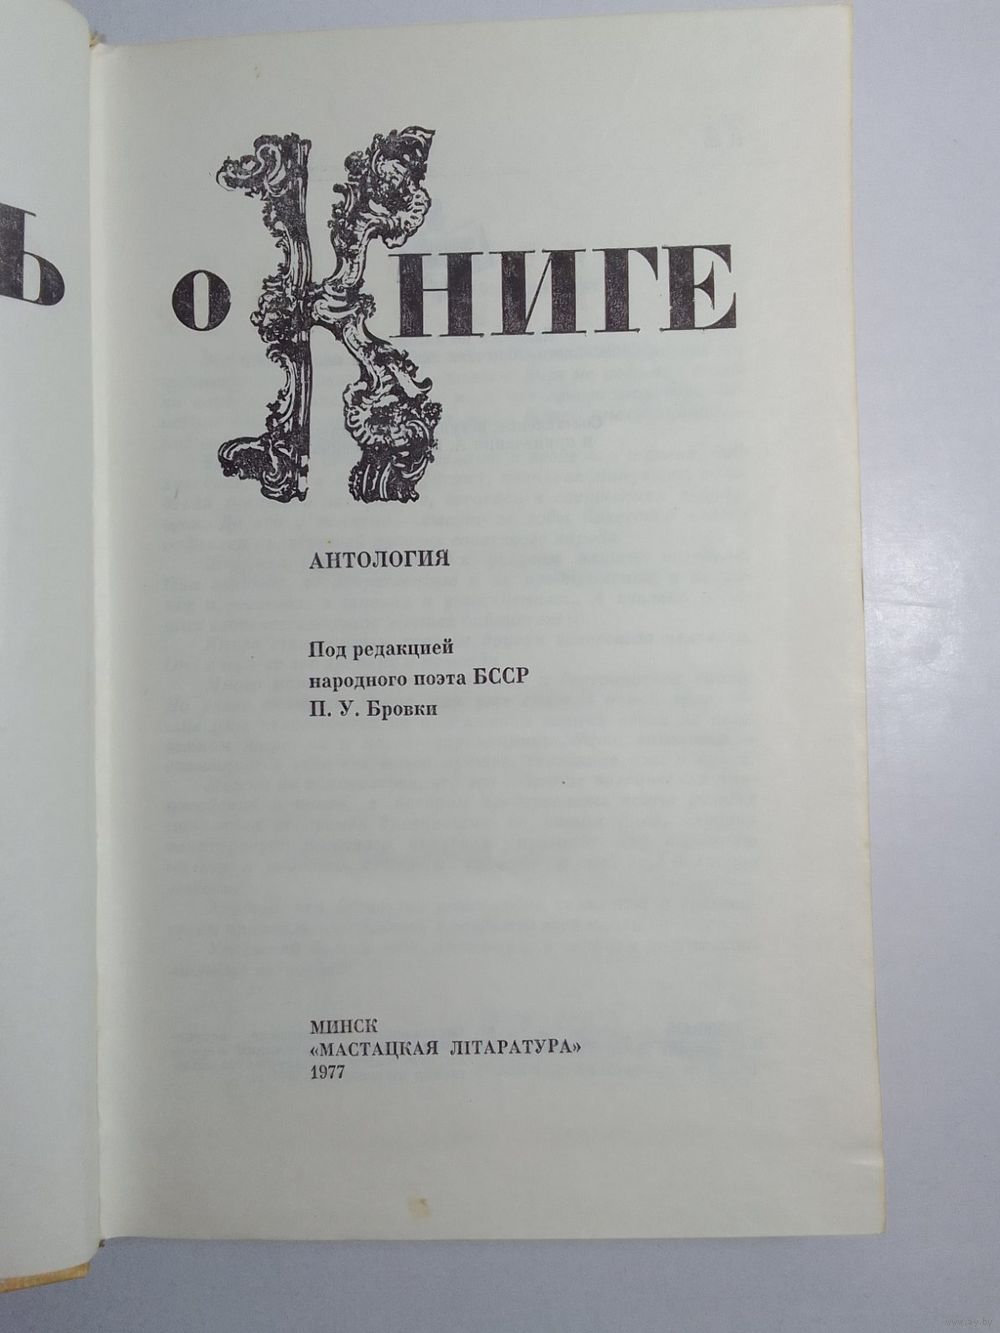 Ь
о КНИГЕ
АНТОЛОГИЯ
Под редакцией
народного поэта БССР
П. У. Бровки
МИНСК
«МАСТАЦКАЯ ЛІТАРАТУРА»
1977